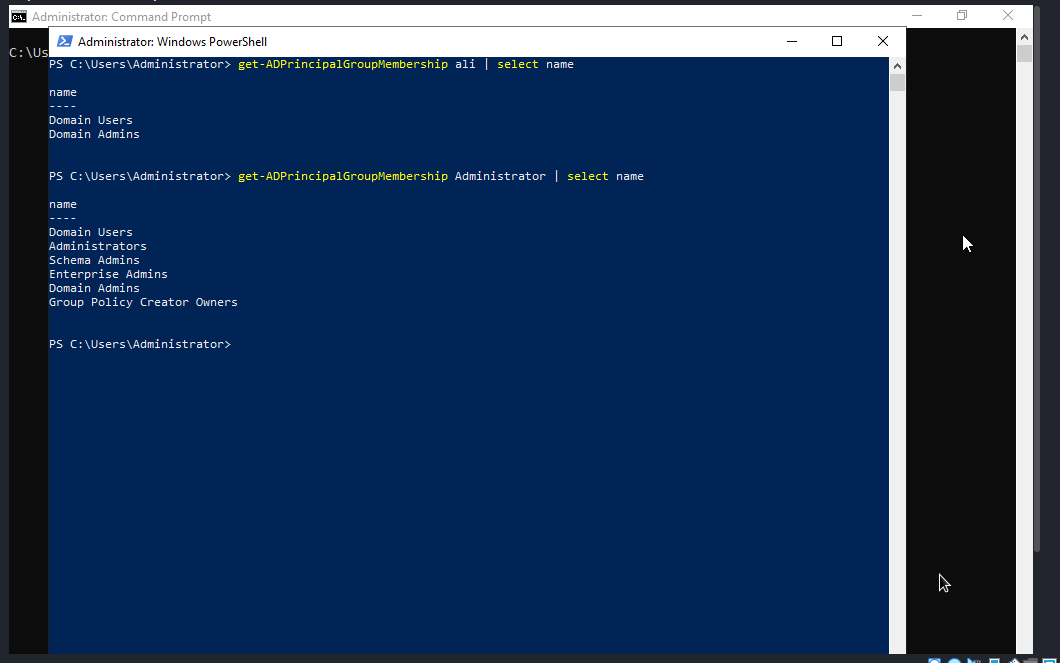 Administrator: Command Prompt
C:\Us
Administrator: Windows PowerShell
PS C:\Users\Administrator> get-ADPrincipalGroupMembership ali | select name
name
----
Domain Users
Domain Admins
PS C:\Users\Administrator> get-ADPrincipalGroupMembership Administrator | select name
name
----
Domain Users
Administrators
Schema Admins
Enterprise Admins
Domain Admins
Group Policy Creator Owners
PS C:\Users\Administrator>